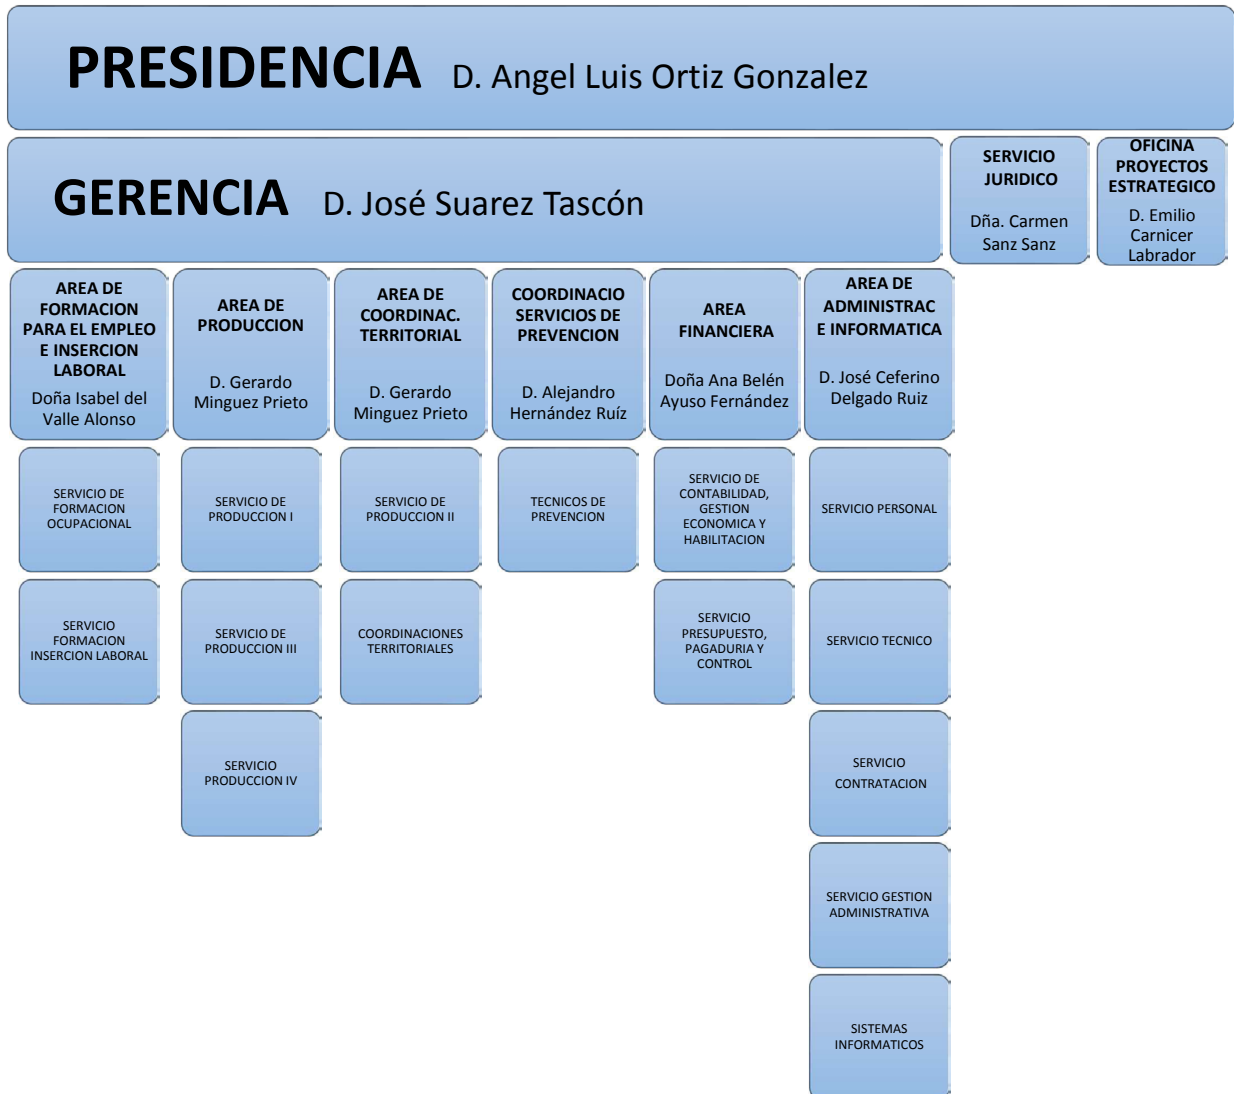 PRESIDENCIA D. Angel Luis Ortiz Gonzalez
GERENCIA D. José Suarez Tascón
SERVICIO
JURIDICO
Dña. Carmen
Sanz Sanz
OFICINA
PROYECTOS
ESTRATEGICO
D. Emilio
Carnicer
Labrador
AREA DE
FORMACION
PARA EL EMPLEO
E INSERCION
LABORAL
Doña Isabel del
Valle Alonso
AREA DE
PRODUCCION
D. Gerardo
Minguez Prieto
AREA DE
COORDINAC.
TERRITORIAL
D. Gerardo
Minguez Prieto
COORDINACIO
SERVICIOS DE
PREVENCION
D. Alejandro
Hernández Ruíz
AREA
FINANCIERA
Doña Ana Belén
Ayuso Fernández
AREA DE
ADMINISTRAC
E INFORMATICA
D. José Ceferino
Delgado Ruiz
SERVICIO DE
FORMACION
OCUPACIONAL
SERVICIO
FORMACION
INSERCION LABORAL
SERVICIO DE
PRODUCCION I
SERVICIO DE
PRODUCCION III
SERVICIO
PRODUCCION IV
SERVICIO DE
PRODUCCION II
COORDINACIONES
TERRITORIALES
TECNICOS DE
PREVENCION
SERVICIO DE
CONTABILIDAD,
GESTION
ECONOMICA Y
HABILITACION
SERVICIO
PRESUPUESTO,
PAGADURIA Y
CONTROL
SERVICIO PERSONAL
SERVICIO TECNICO
SERVICIO
CONTRATACION
SERVICIO GESTION
ADMINISTRATIVA
SISTEMAS
INFORMATICOS